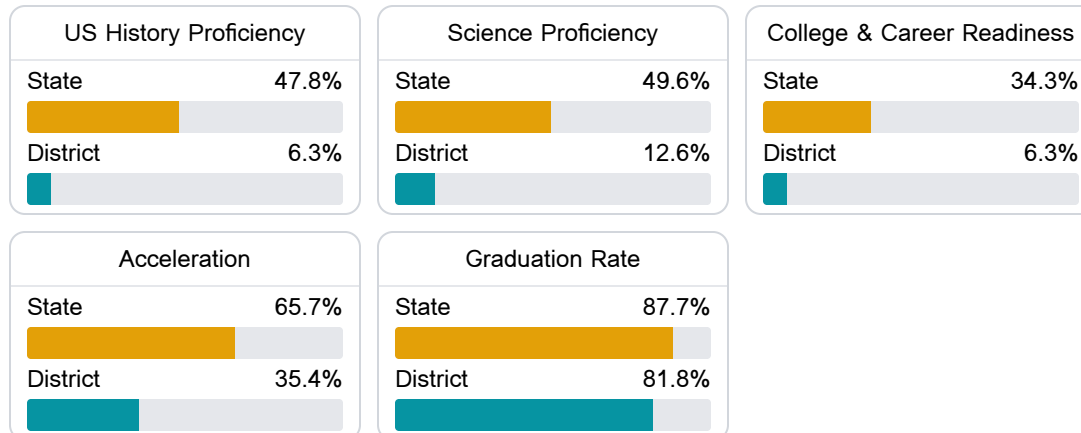 US History Proficiency
State 47.8%
District 6.3%
Science Proficiency
State 49.6%
District 12.6%
College & Career Readiness
State 34.3%
District 6.3%
Acceleration
State 65.7%
District 35.4%
Graduation Rate
State 87.7%
District 81.8%